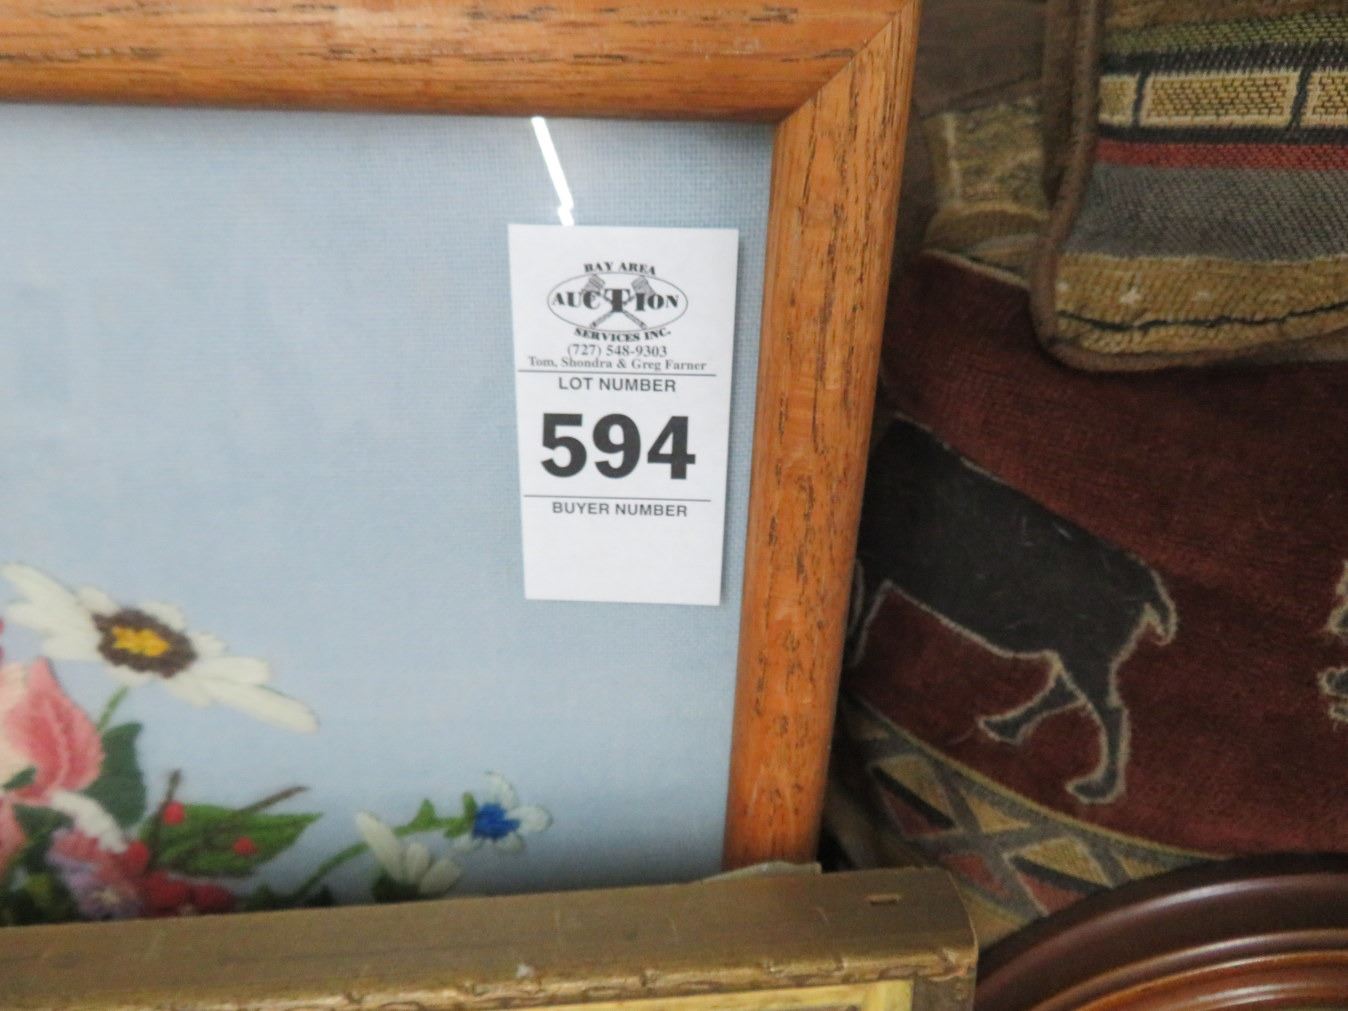 BAY AREA
AUCTION
SERVICES INC.
(727) 548-9303
Tom, Shondra & Greg Farner
LOT NUMBER
594
BUYER NUMBER